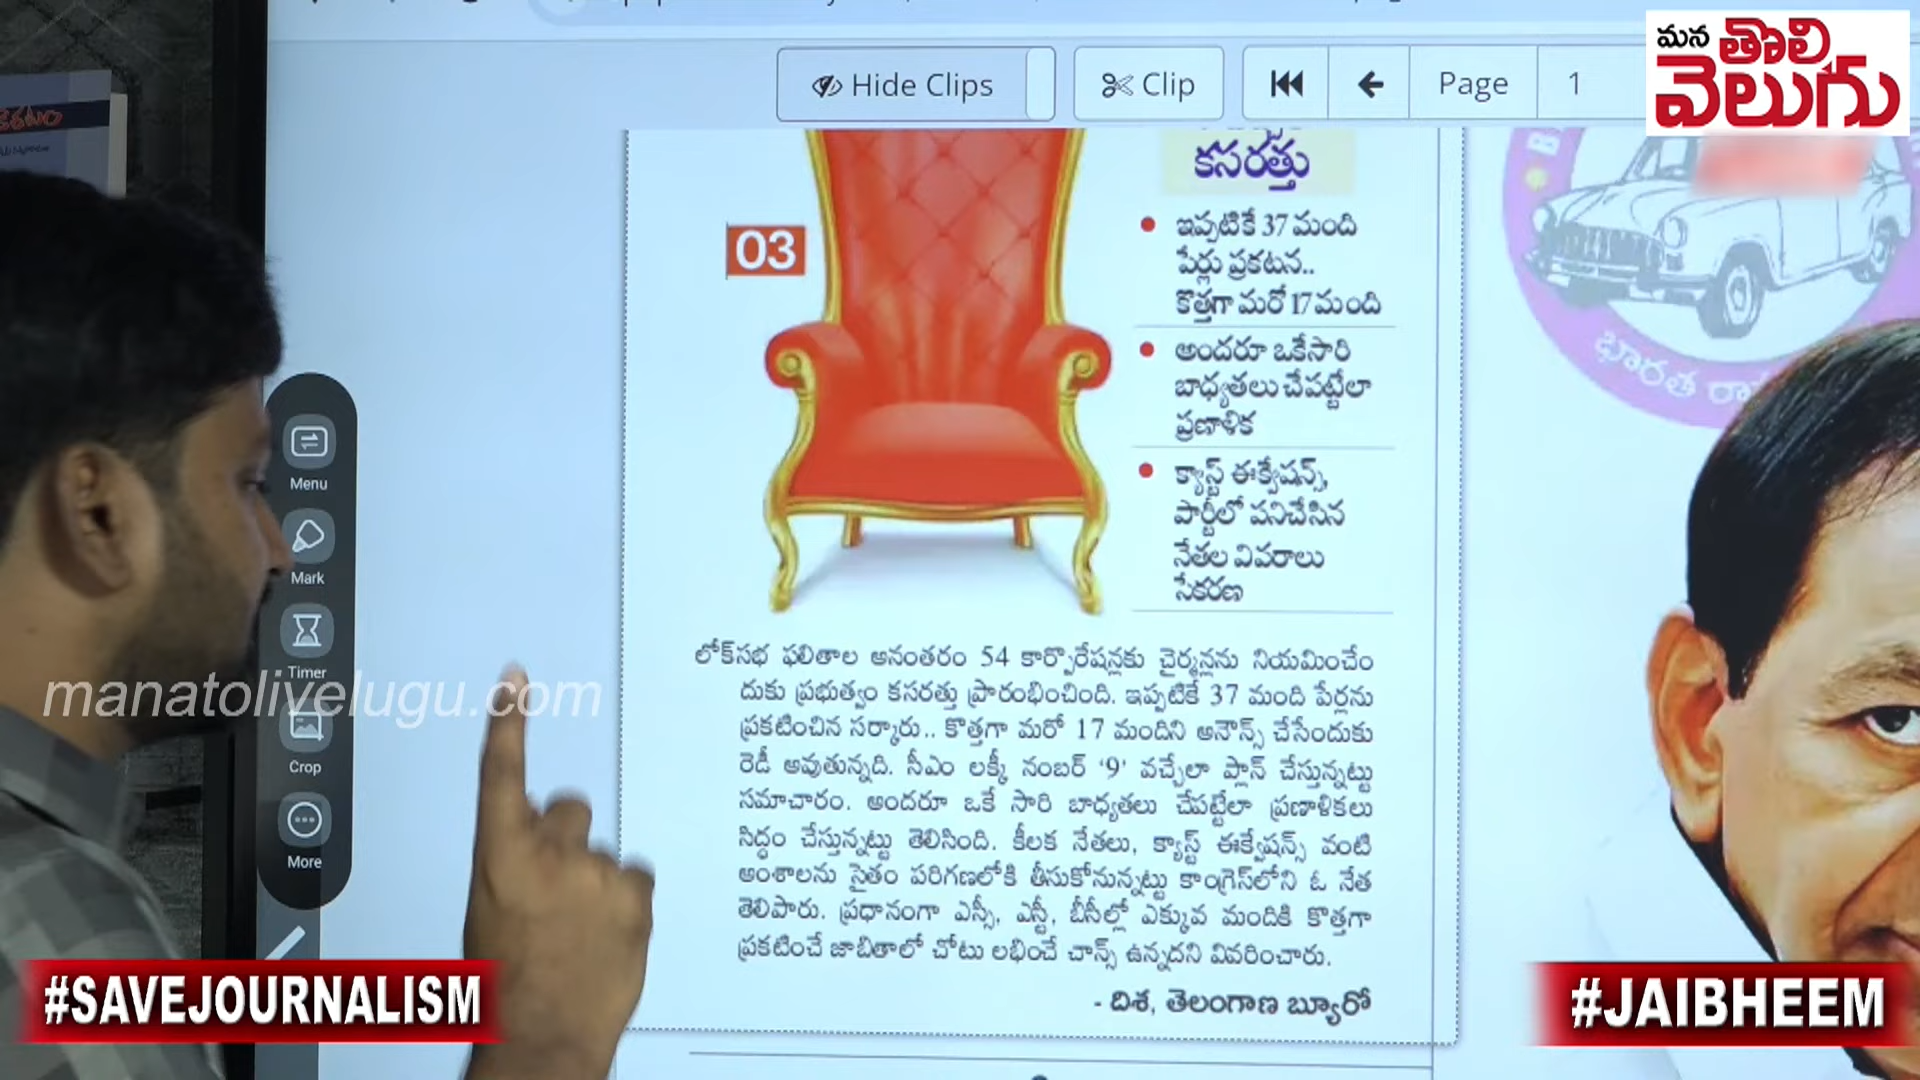 మన తొలి
వెలుగు
Hide Clips
Clip
Page
1
కసరత్తు
03
ఇప్పటికే 37 మంది
పేర్లు ప్రకటన..
కొత్తగా మరో 17 మంది
అందరూ ఒకేసారి
బాధ్యతలు చేపట్టేలా
ప్రణాళిక
క్యాస్ట్ ఈక్వేషన్స్,
పార్టీలో పనిచేసిన
నేతల వివరాలు
సేకరణ
లోక్‌సభ ఫలితాల అనంతరం 54 కార్పొరేషన్లకు చైర్మన్లను నియమించేం
దుకు ప్రభుత్వం కసరత్తు ప్రారంభించింది. ఇప్పటికే 37 మంది పేర్లను
ప్రకటించిన సర్కారు.. కొత్తగా మరో 17 మందిని అనౌన్స్ చేసేందుకు
రెడీ అవుతున్నది. సీఎం లక్కీ నంబర్ '9' వచ్చేలా ప్లాన్ చేస్తున్నట్టు
సమాచారం. అందరూ ఒకే సారి బాధ్యతలు చేపట్టేలా ప్రణాళికలు
సిద్ధం చేస్తున్నట్టు తెలిసింది. కీలక నేతలు, క్యాస్ట్ ఈక్వేషన్స్ వంటి
అంశాలను సైతం పరిగణలోకి తీసుకోనున్నట్టు కాంగ్రెస్‌లోని ఓ నేత
తెలిపారు. ప్రధానంగా ఎస్సీ, ఎస్టీ, బీసీల్లో ఎక్కువ మందికి కొత్తగా
ప్రకటించే జాబితాలో చోటు లభించే చాన్స్ ఉన్నదని వివరించారు.
- దిశ, తెలంగాణ బ్యూరో
భారత
Menu
Mark
Timer
Crop
More
manatolivelugu.com
#SAVEJOURNALISM
#JAIBHEEM